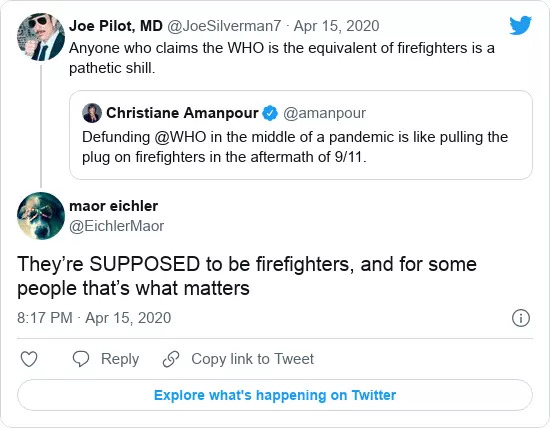 Joe Pilot, MD @JoeSilverman7 · Apr 15, 2020
Anyone who claims the WHO is the equivalent of firefighters is a
pathetic shill.
Christiane Amanpour @amanpour
Defunding @WHO in the middle of a pandemic is like pulling the
plug on firefighters in the aftermath of 9/11.
maor eichler
@EichlerMaor
They’re SUPPOSED to be firefighters, and for some
people that’s what matters
8:17 PM · Apr 15, 2020
Reply
Copy link to Tweet
Explore what's happening on Twitter